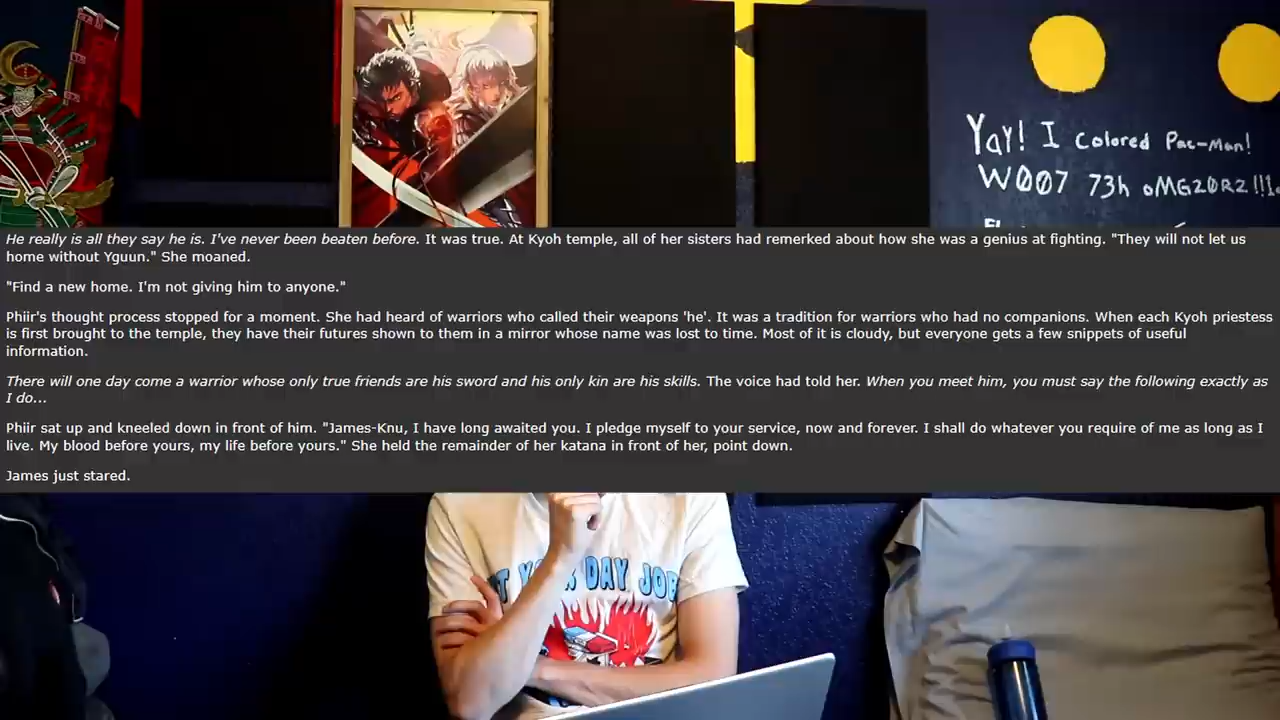 Yay! I Colored Pac-Man!
W007 73h oMGZ0RZ!!!
He really is all they say he is. I've never been beaten before. It was true. At Kyoh temple, all of her sisters had remerked about how she was a genius at fighting. "They will not let us
home without Yguun." She moaned.
"Find a new home. I'm not giving him to anyone."
Phiir's thought process stopped for a moment. She had heard of warriors who called their weapons 'he'. It was a tradition for warriors who had no companions. When each Kyoh priestess
is first brought to the temple, they have their futures shown to them in a mirror whose name was lost to time. Most of it is cloudy, but everyone gets a few snippets of useful
information.
There will one day come a warrior whose only true friends are his sword and his only kin are his skills. The voice had told her. When you meet him, you must say the following exactly as
I do...
Phiir sat up and kneeled down in front of him. "James-Knu, I have long awaited you. I pledge myself to your service, now and forever. I shall do whatever you require of me as long as I
live. My blood before yours, my life before yours." She held the remainder of her katana in front of her, point down.
James just stared.
DAY JOB